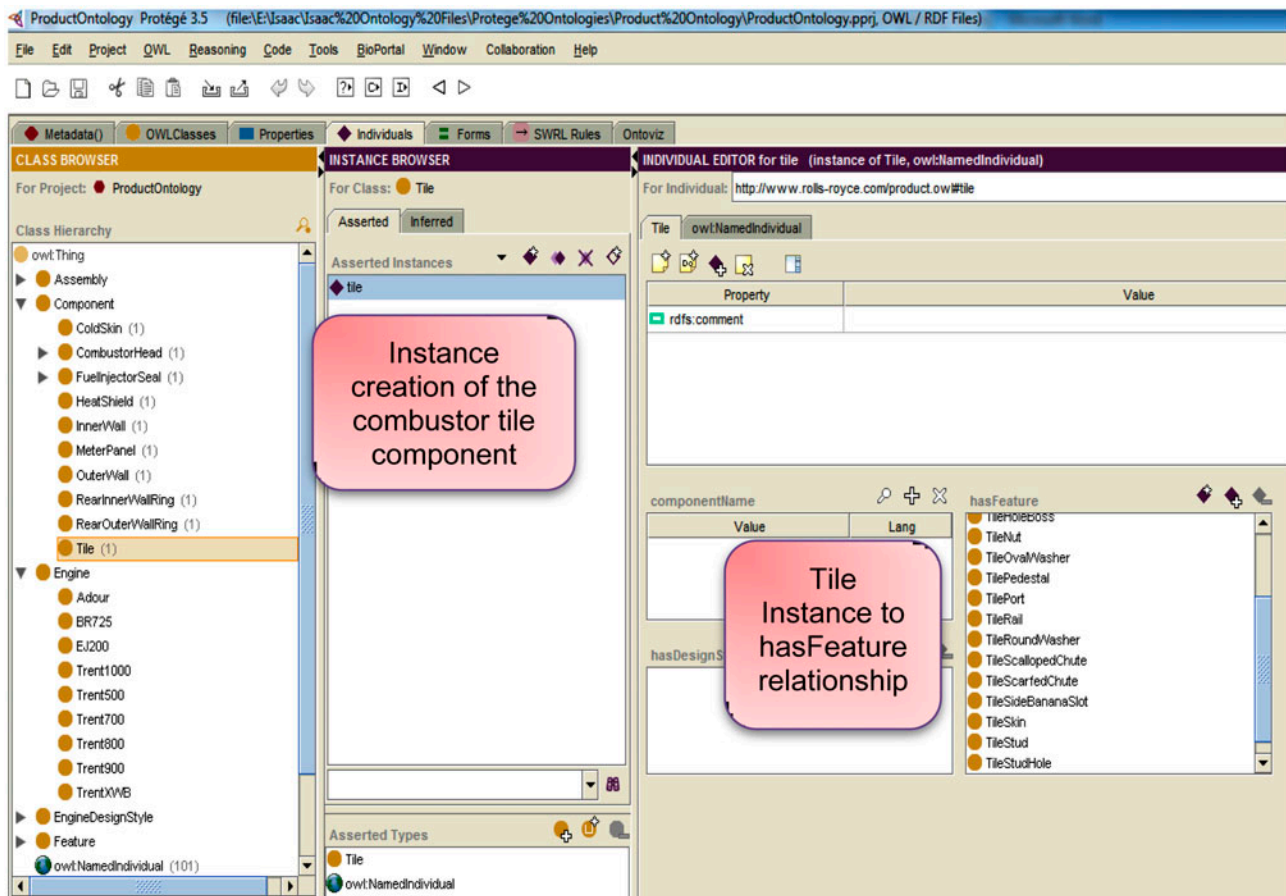 ProductOntology Protégé 3.5 (file:\E:\Isaac\Isaac%20Ontology%20Files\Protege%20Ontologies\Product%20Ontology\ProductOntology.pprj, OWL / RDF Files)
File Edit Project OWL Reasoning Code Tools BioPortal Window Collaboration Help
Metadata() OWLClasses Properties Individuals Forms SWRL Rules Ontoviz
CLASS BROWSER
For Project: ProductOntology
Class Hierarchy
owl:Thing
Assembly
Component
ColdSkin (1)
CombustorHead (1)
FuelInjectorSeal (1)
HeatShield (1)
InnerWall (1)
MeterPanel (1)
OuterWall (1)
RearInnerWallRing (1)
RearOuterWallRing (1)
Tile (1)
Engine
Adour
BR725
EJ200
Trent1000
Trent500
Trent700
Trent800
Trent900
TrentXWB
EngineDesignStyle
Feature
owl:NamedIndividual (101)
INSTANCE BROWSER
For Class: Tile
Asserted Inferred
Asserted Instances
tile
Instance
creation of the
combustor tile
component
Asserted Types
Tile
owl:NamedIndividual
INDIVIDUAL EDITOR for tile (instance of Tile, owl:NamedIndividual)
For Individual: http://www.rolls-royce.com/product.owl#tile
Tile owl:NamedIndividual
Property Value
rdfs:comment
componentName
Value Lang
Tile
Instance to
hasFeature
relationship
hasDesignS
hasFeature
TileHoleBoss
TileNut
TileOvalWasher
TilePedestal
TilePort
TileRail
TileRoundWasher
TileScallopedChute
TileScarfedChute
TileSideBananaSlot
TileSkin
TileStud
TileStudHole